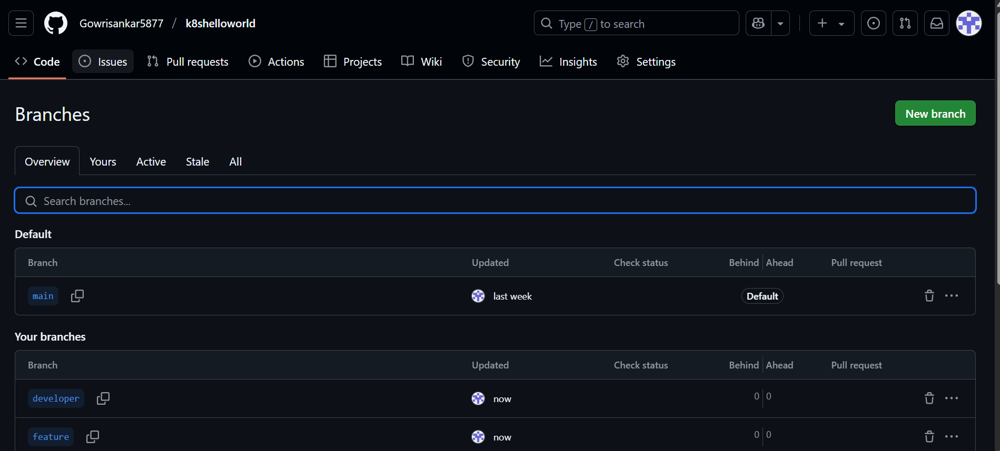 Gowrisankar5877 / k8shelloworld
Type / to search
Code Issues Pull requests Actions Projects Wiki Security Insights Settings
Branches
New branch
Overview Yours Active Stale All
Search branches...
Default
Branch Updated Check status Behind Ahead Pull request
main last week Default
Your branches
Branch Updated Check status Behind Ahead Pull request
developer now 0 0
feature now 0 0